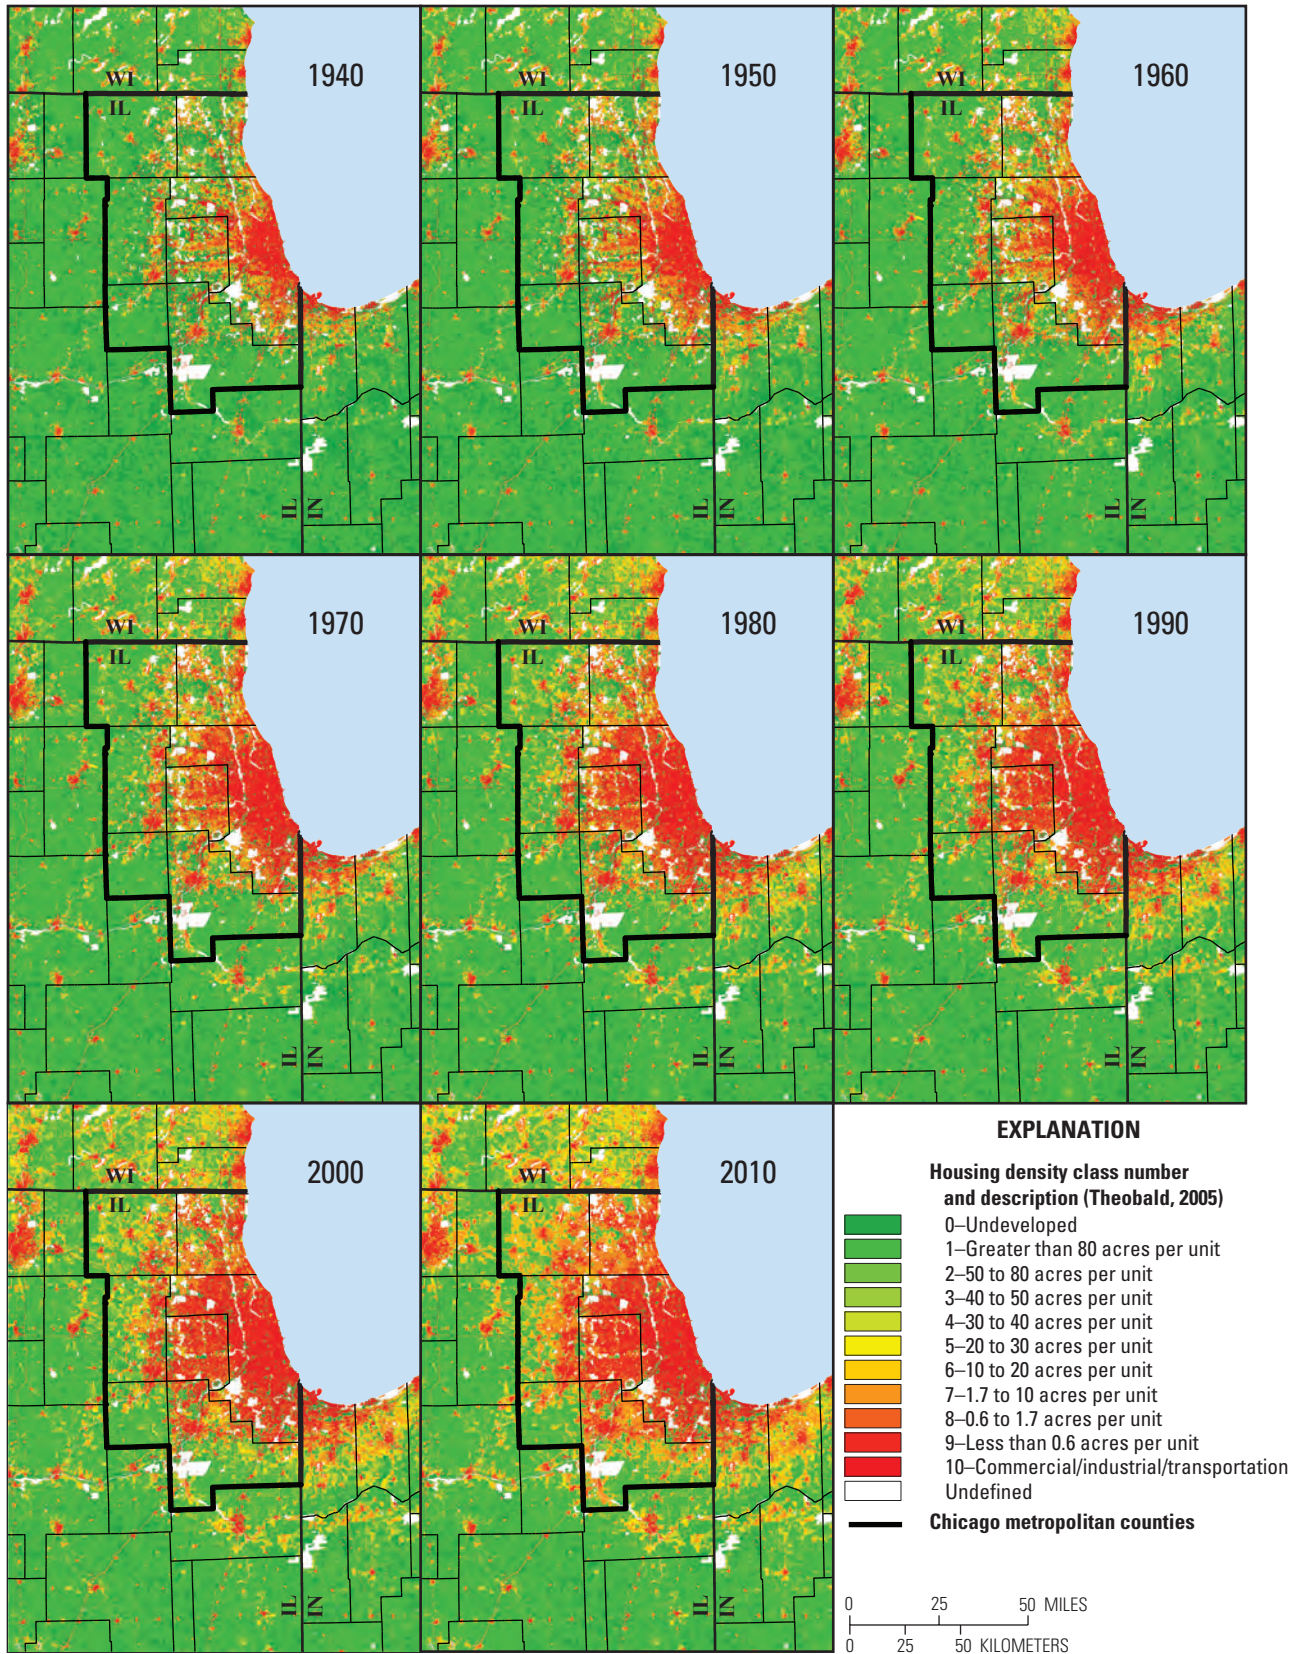 1940
WI
IL
IL
IN
1950
WI
IL
IL
IN
1960
WI
IL
IL
IN
1970
WI
IL
IL
IN
1980
WI
IL
IL
IN
1990
WI
IL
IL
IN
2000
WI
IL
IL
IN
2010
WI
IL
IL
IN
EXPLANATION
Housing density class number
and description (Theobald, 2005)
0–Undeveloped
1–Greater than 80 acres per unit
2–50 to 80 acres per unit
3–40 to 50 acres per unit
4–30 to 40 acres per unit
5–20 to 30 acres per unit
6–10 to 20 acres per unit
7–1.7 to 10 acres per unit
8–0.6 to 1.7 acres per unit
9–Less than 0.6 acres per unit
10–Commercial/industrial/transportation
Undefined
Chicago metropolitan counties
0 25 50 MILES
0 25 50 KILOMETERS